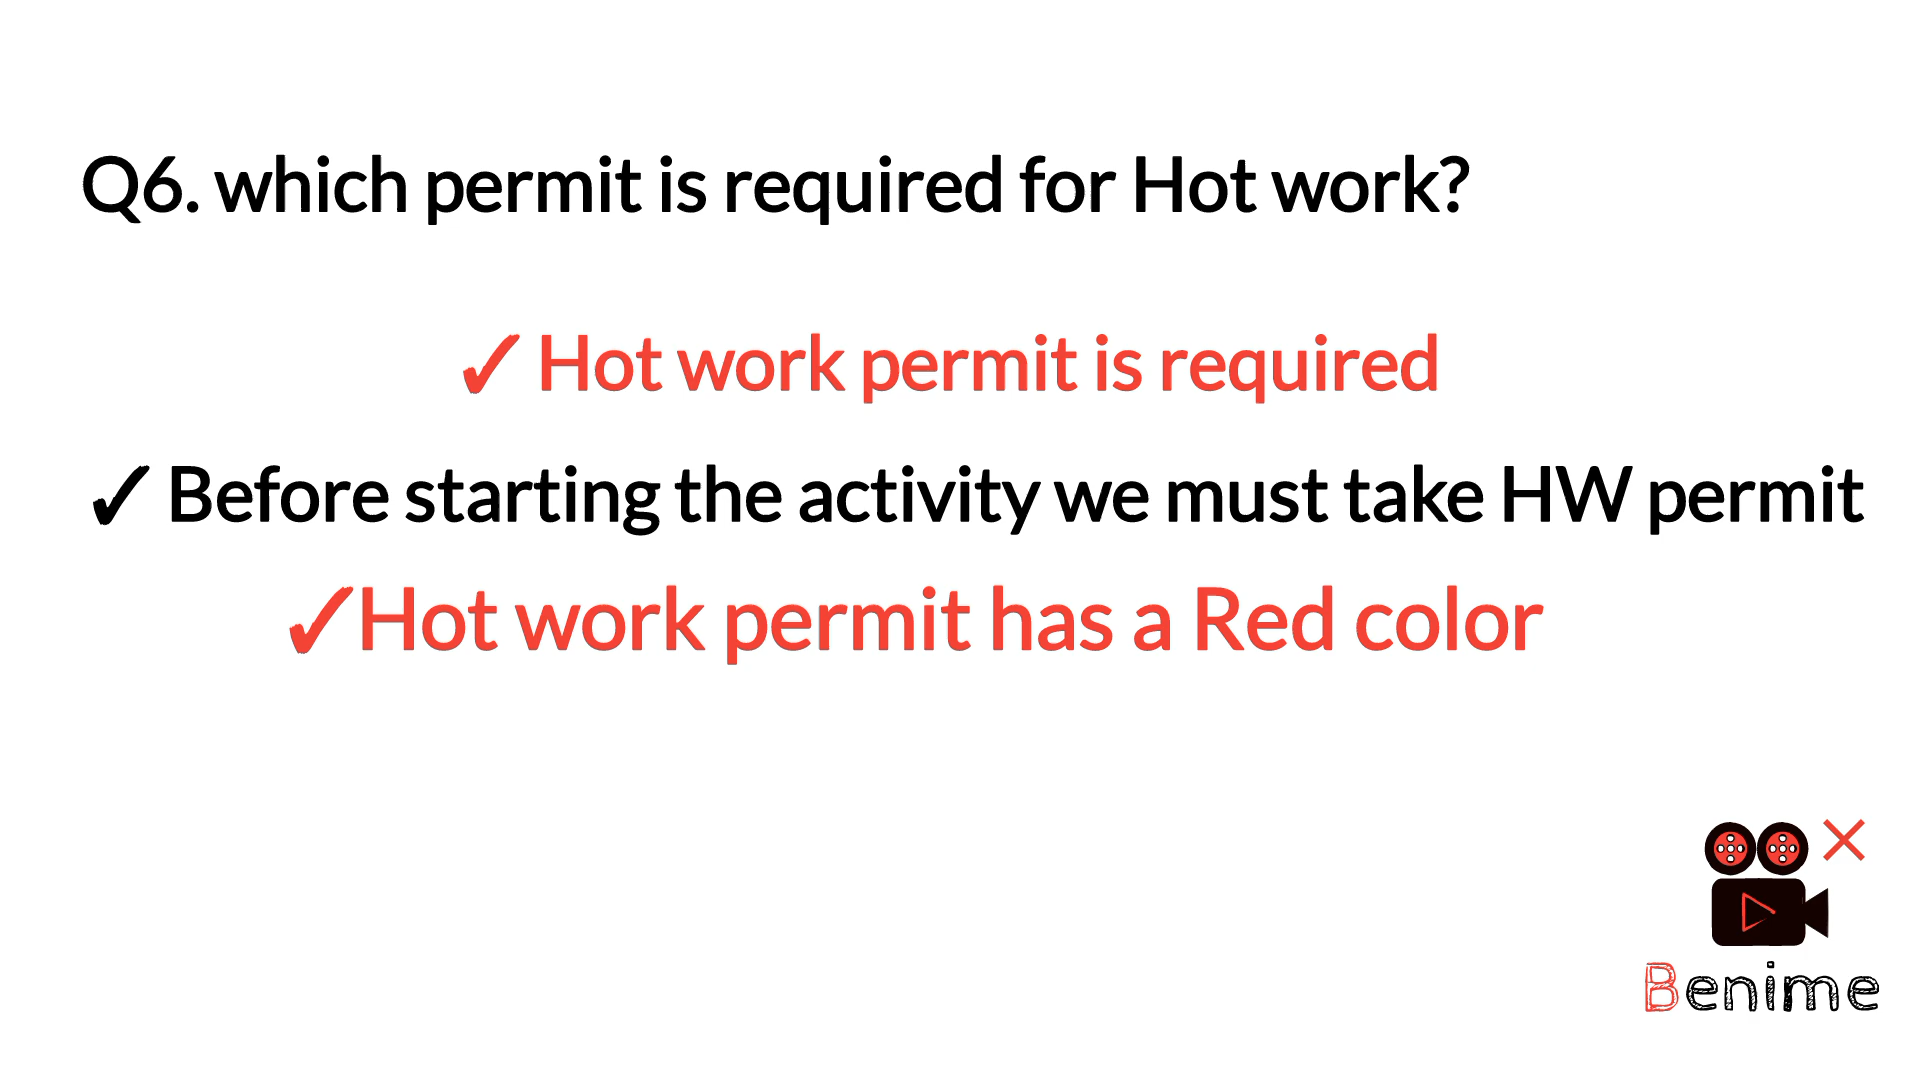 Q6. which permit is required for Hot work?
✓ Hot work permit is required
✓ Before starting the activity we must take HW permit
✓Hot work permit has a Red color
Benime